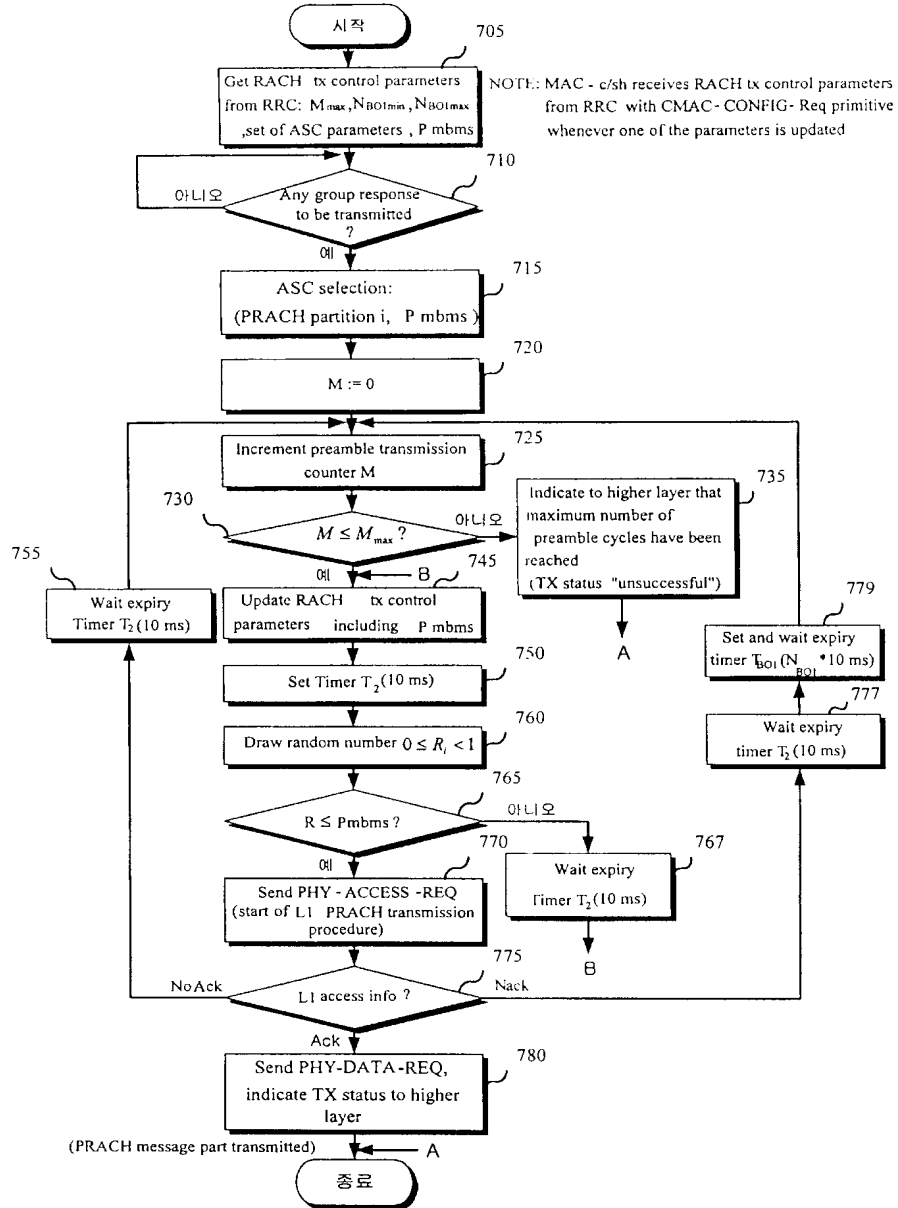 시작
705
Get RACH tx control parameters
from RRC: Mmax,NBO1min,NBO1max
,set of ASC parameters , P mbms
NOTE: MAC - c/sh receives RACH tx control parameters
from RRC with CMAC- CONFIG- Req primitive
whenever one of the parameters is updated
710
아니오
Any group response
to be transmitted
?
예
715
ASC selection:
(PRACH partition i, P mbms )
720
M := 0
725
Increment preamble transmission
counter M
730
M ≤ Mmax ?
아니오
735
Indicate to higher layer that
maximum number of
preamble cycles have been
reached
(TX status "unsuccessful")
A
예
B
745
Update RACH tx control
parameters including P mbms
755
Wait expiry
Timer T2 (10 ms)
750
Set Timer T2 (10 ms)
760
Draw random number 0 ≤ Ri < 1
779
Set and wait expiry
timer TBO1 (NBO1 *10 ms)
777
Wait expiry
timer T2 (10 ms)
765
R ≤ Pmbms ?
아니오
예
767
Wait expiry
Timer T2 (10 ms)
B
770
Send PHY - ACCESS -REQ
(start of L1 PRACH transmission
procedure)
775
NoAck
L1 access info ?
Nack
Ack
780
Send PHY-DATA-REQ,
indicate TX status to higher
layer
(PRACH message part transmitted)
A
종료